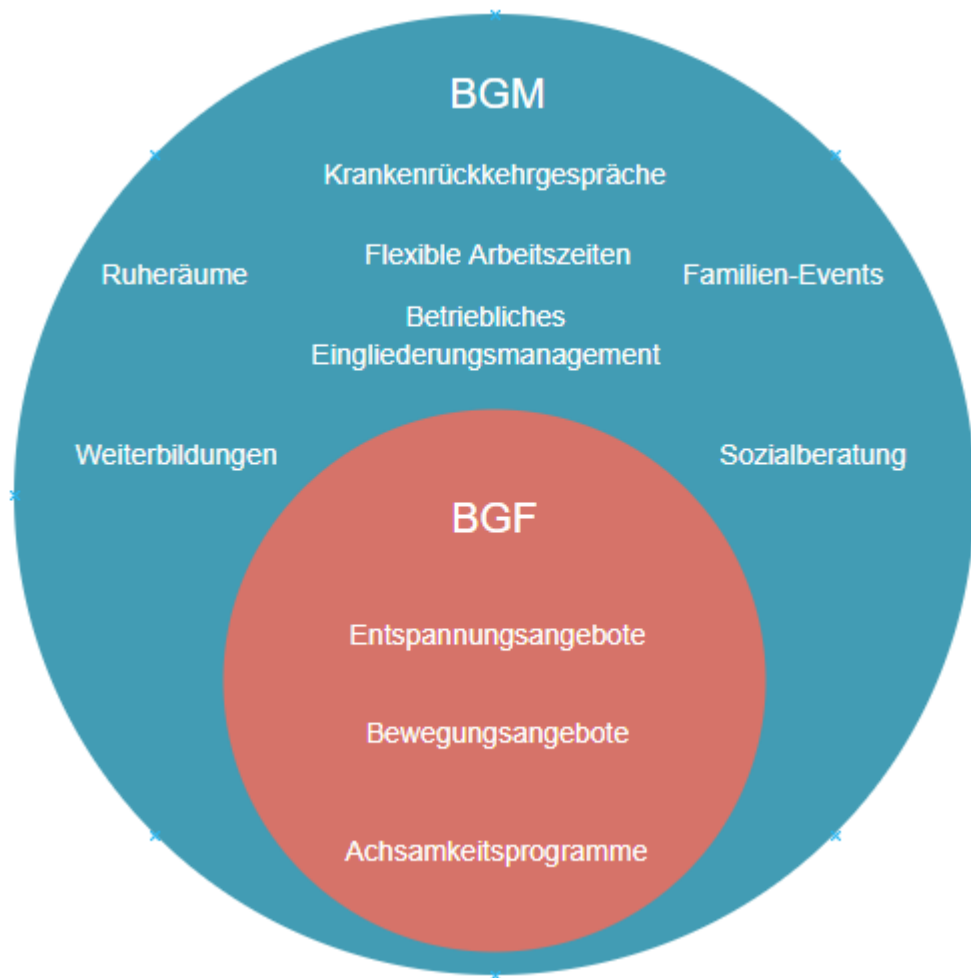 BGM
Krankenrückkehrgespräche
Flexible Arbeitszeiten
Ruheräume
Familien-Events
Betriebliches
Eingliederungsmanagement
Weiterbildungen
Sozialberatung
BGF
Entspannungsangebote
Bewegungsangebote
Achsamkeitsprogramme